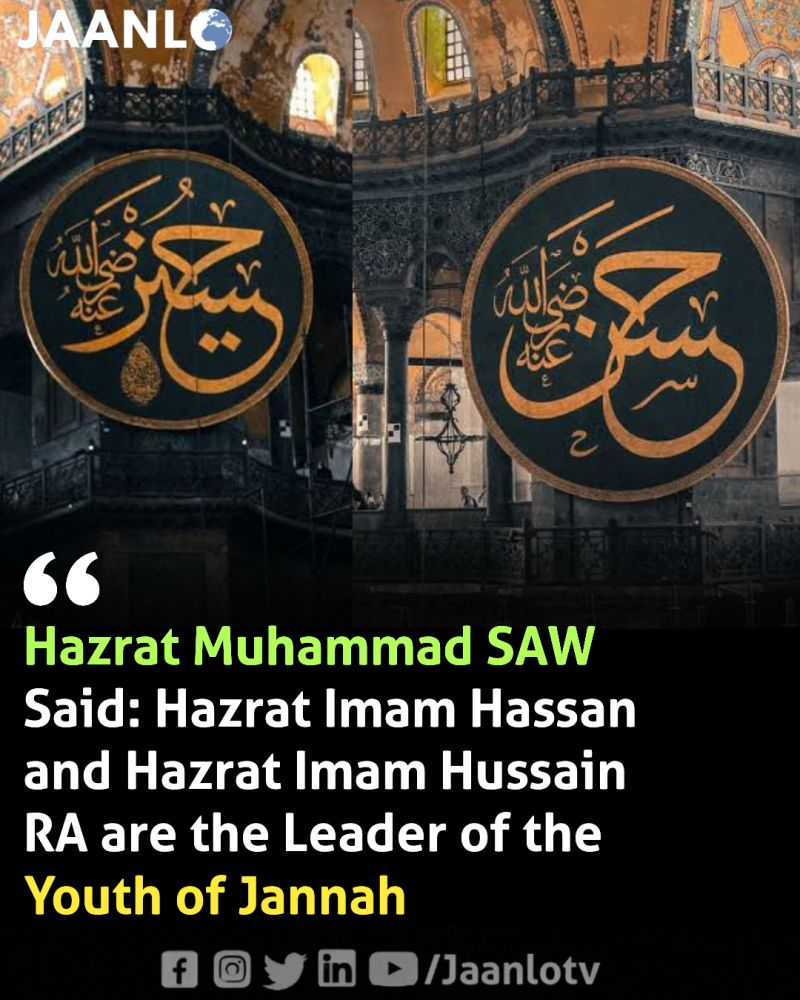 JAANLO
حسين رضي الله عنه
حسن رضي الله عنه
Hazrat Muhammad SAW
Said: Hazrat Imam Hassan
and Hazrat Imam Hussain
RA are the Leader of the
Youth of Jannah
/Jaanlotv